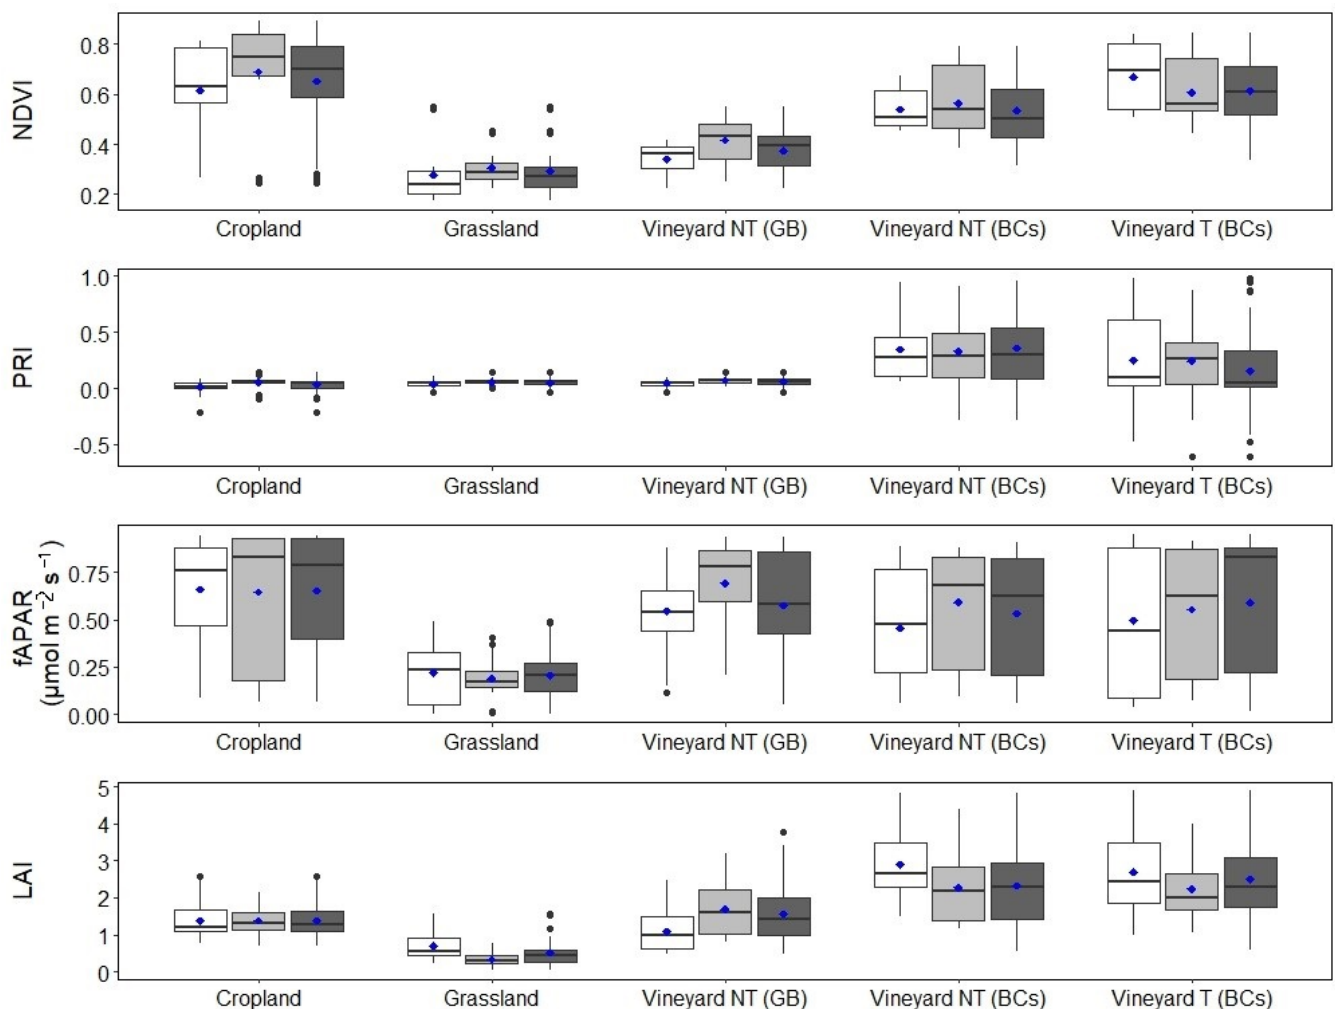 NDVI
0.8
0.6
0.4
0.2
Cropland Grassland Vineyard NT (GB) Vineyard NT (BCs) Vineyard T (BCs)
PRI
1.0
0.5
0.0
-0.5
Cropland Grassland Vineyard NT (GB) Vineyard NT (BCs) Vineyard T (BCs)
fAPAR
(μmol m⁻² s⁻¹)
0.75
0.50
0.25
0.00
Cropland Grassland Vineyard NT (GB) Vineyard NT (BCs) Vineyard T (BCs)
LAI
5
4
3
2
1
0
Cropland Grassland Vineyard NT (GB) Vineyard NT (BCs) Vineyard T (BCs)